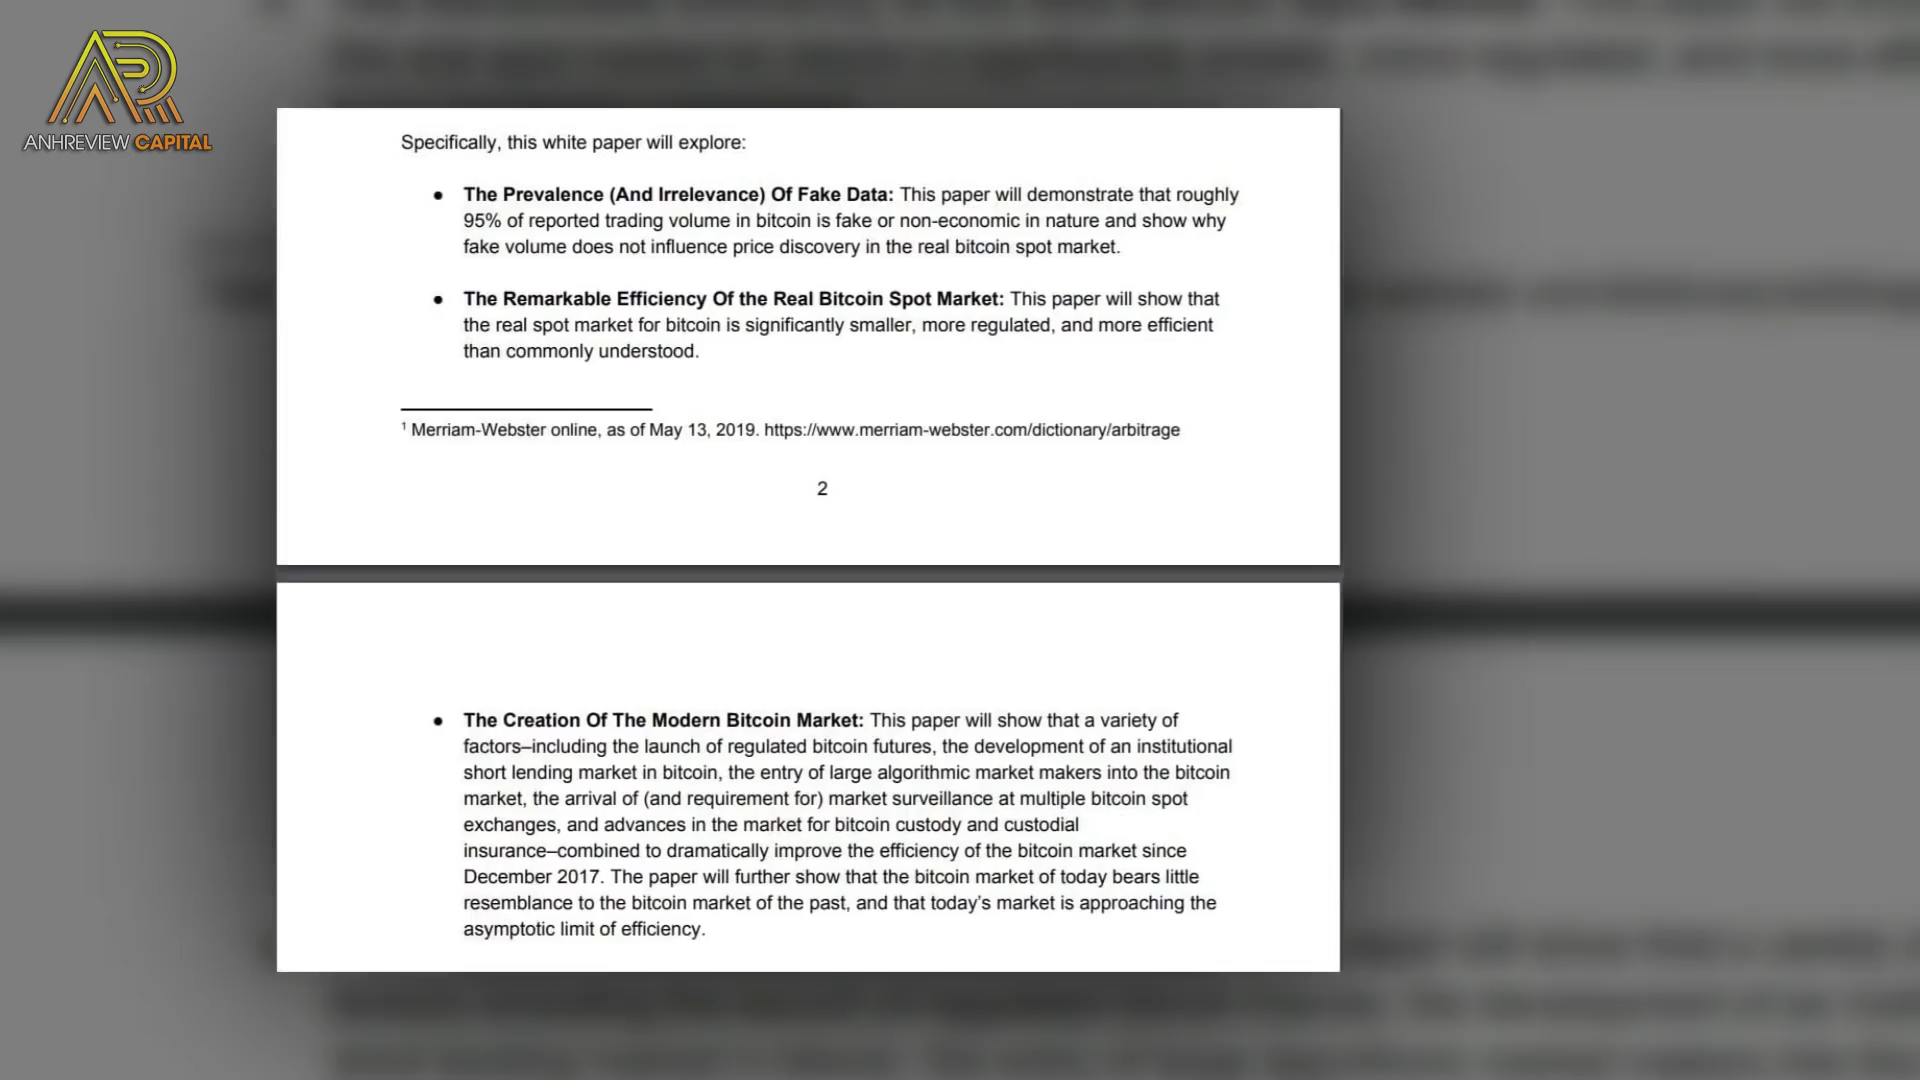 ANHREVIEW CAPITAL
Specifically, this white paper will explore:
● The Prevalence (And Irrelevance) Of Fake Data: This paper will demonstrate that roughly
95% of reported trading volume in bitcoin is fake or non-economic in nature and show why
fake volume does not influence price discovery in the real bitcoin spot market.
● The Remarkable Efficiency Of the Real Bitcoin Spot Market: This paper will show that
the real spot market for bitcoin is significantly smaller, more regulated, and more efficient
than commonly understood.
¹ Merriam-Webster online, as of May 13, 2019. https://www.merriam-webster.com/dictionary/arbitrage
2
● The Creation Of The Modern Bitcoin Market: This paper will show that a variety of
factors–including the launch of regulated bitcoin futures, the development of an institutional
short lending market in bitcoin, the entry of large algorithmic market makers into the bitcoin
market, the arrival of (and requirement for) market surveillance at multiple bitcoin spot
exchanges, and advances in the market for bitcoin custody and custodial
insurance–combined to dramatically improve the efficiency of the bitcoin market since
December 2017. The paper will further show that the bitcoin market of today bears little
resemblance to the bitcoin market of the past, and that today’s market is approaching the
asymptotic limit of efficiency.